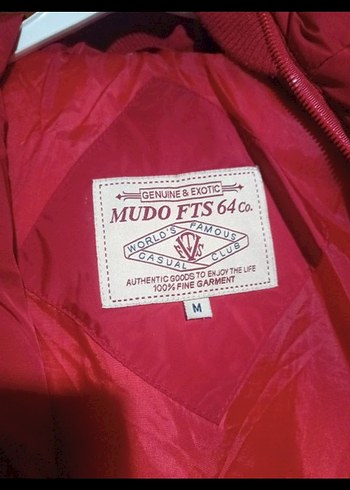 GENUINE & EXOTIC
MUDO FTS 64 Co.
WORLD'S FAMOUS
FTS
CASUAL CLUB
AUTHENTIC GOODS TO ENJOY THE LIFE
100% FINE GARMENT
M